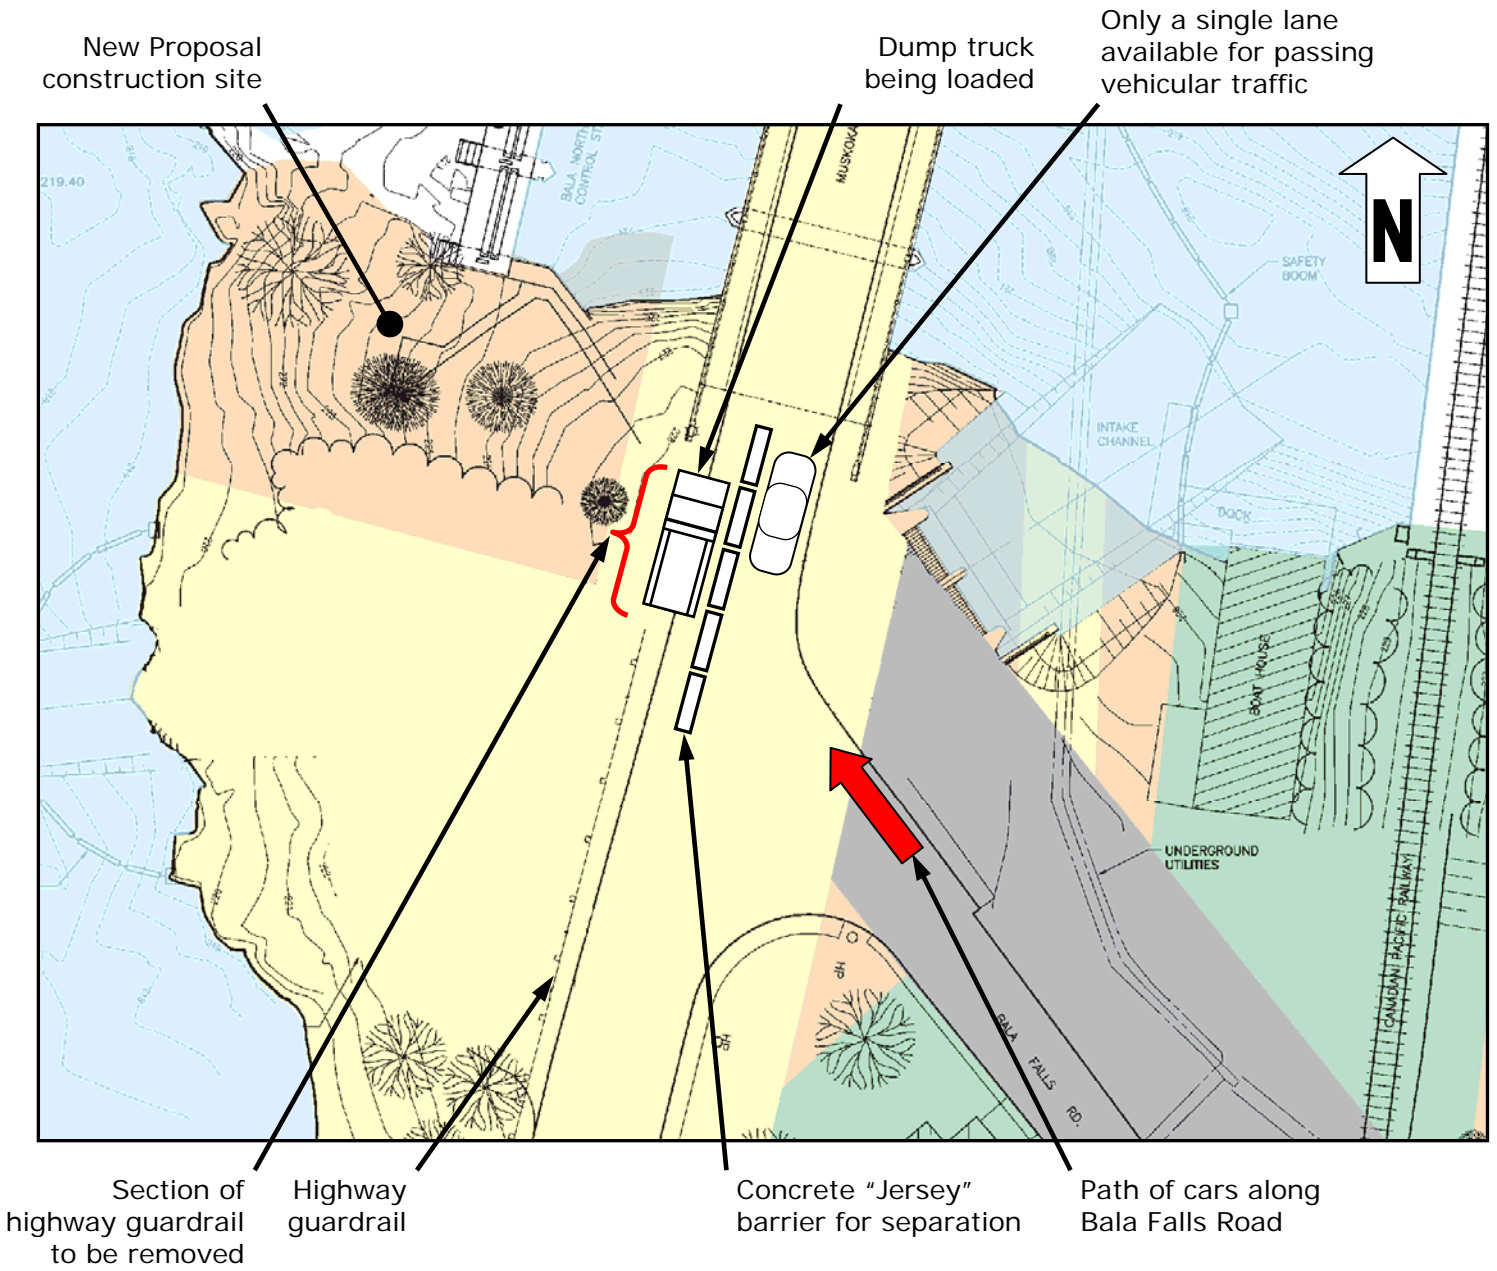 New Proposal
construction site
Dump truck
being loaded
Only a single lane
available for passing
vehicular traffic
219.40
BALA NORTH
CONTROL ST
MUSKOKA
N
SAFETY
BOOM
INTAKE
CHANNEL
DOCK
BOAT HOUSE
UNDERGROUND
UTILITIES
CANADIAN PACIFIC RAILWAY
HP
HP
BALA FALLS RD.
Section of
highway guardrail
to be removed
Highway
guardrail
Concrete “Jersey”
barrier for separation
Path of cars along
Bala Falls Road